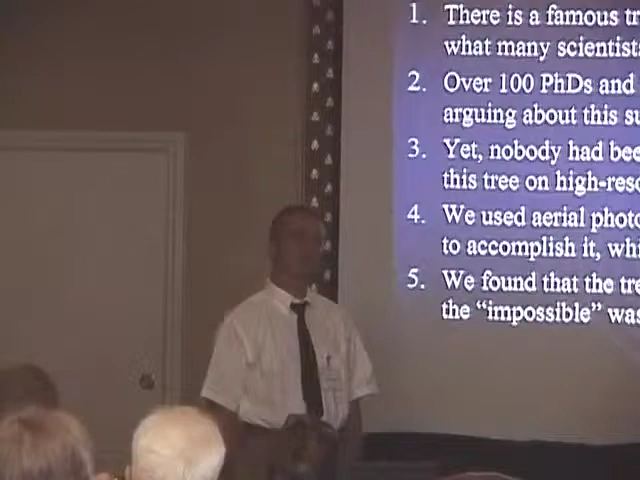 1. There is a famous tr
what many scientists
2. Over 100 PhDs and
arguing about this su
3. Yet, nobody had bee
this tree on high-reso
4. We used aerial photo
to accomplish it, whi
5. We found that the tre
the “impossible” was